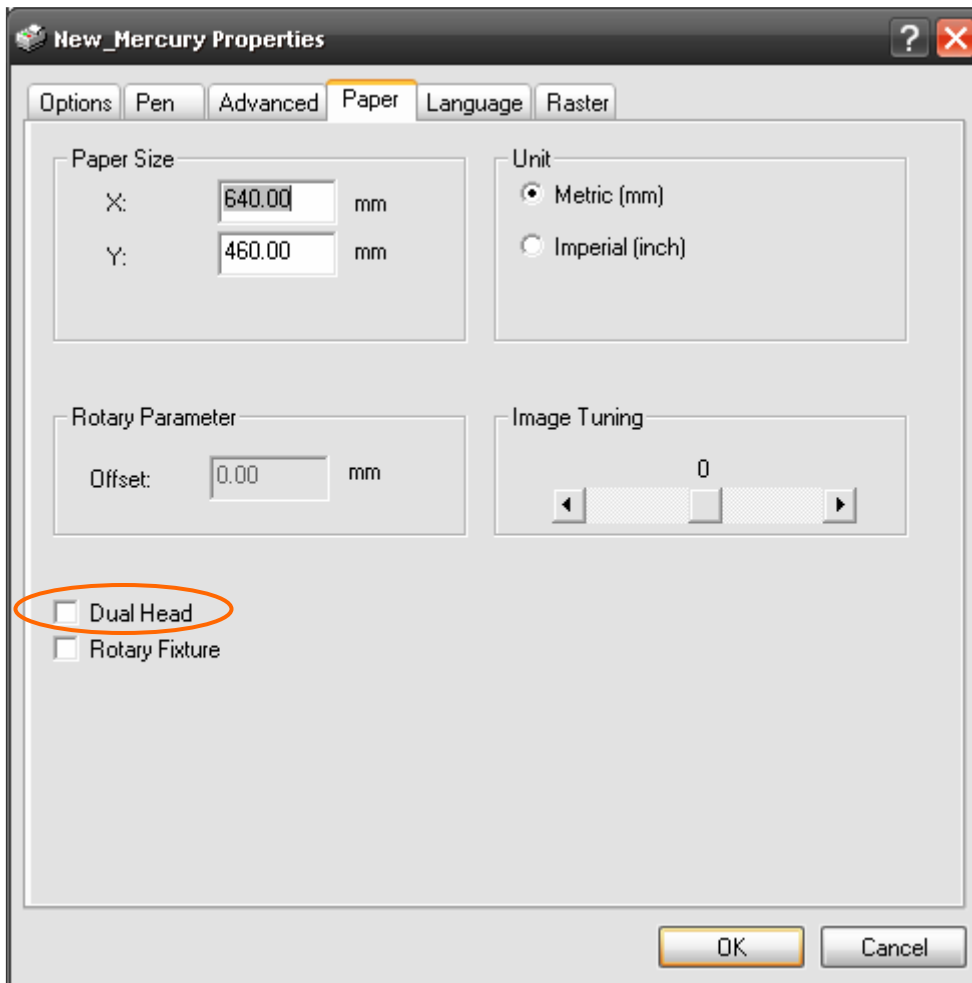 New_Mercury Properties
Options Pen Advanced Paper Language Raster
Paper Size
X: 640.00 mm
Y: 460.00 mm
Unit
Metric (mm)
Imperial (inch)
Rotary Parameter
Offset: 0.00 mm
Image Tuning
0
Dual Head
Rotary Fixture
OK Cancel